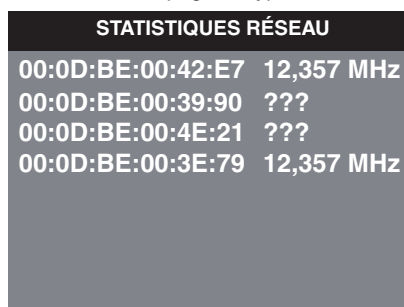 STATISTIQUES RÉSEAU
00:0D:BE:00:42:E7 12,357 MHz
00:0D:BE:00:39:90 ???
00:0D:BE:00:4E:21 ???
00:0D:BE:00:3E:79 12,357 MHz